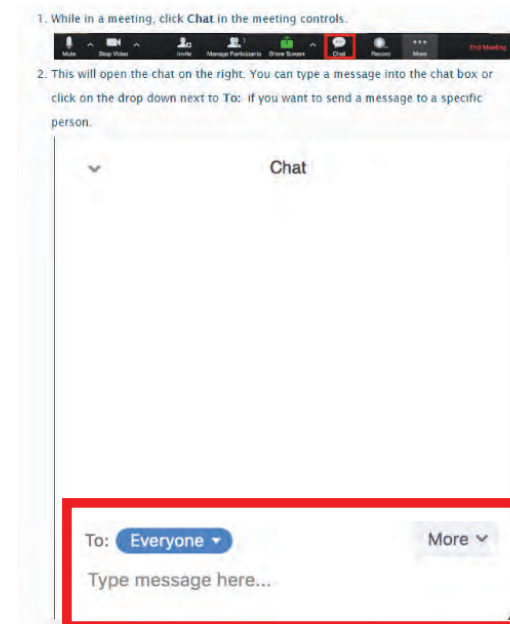 1. While in a meeting, click Chat in the meeting controls.
Mute Stop Video Invite Manage Participants 1 Share Screen Chat Record More End Meeting
2. This will open the chat on the right. You can type a message into the chat box or
click on the drop down next to To: if you want to send a message to a specific
person.
Chat
To: Everyone More
Type message here...